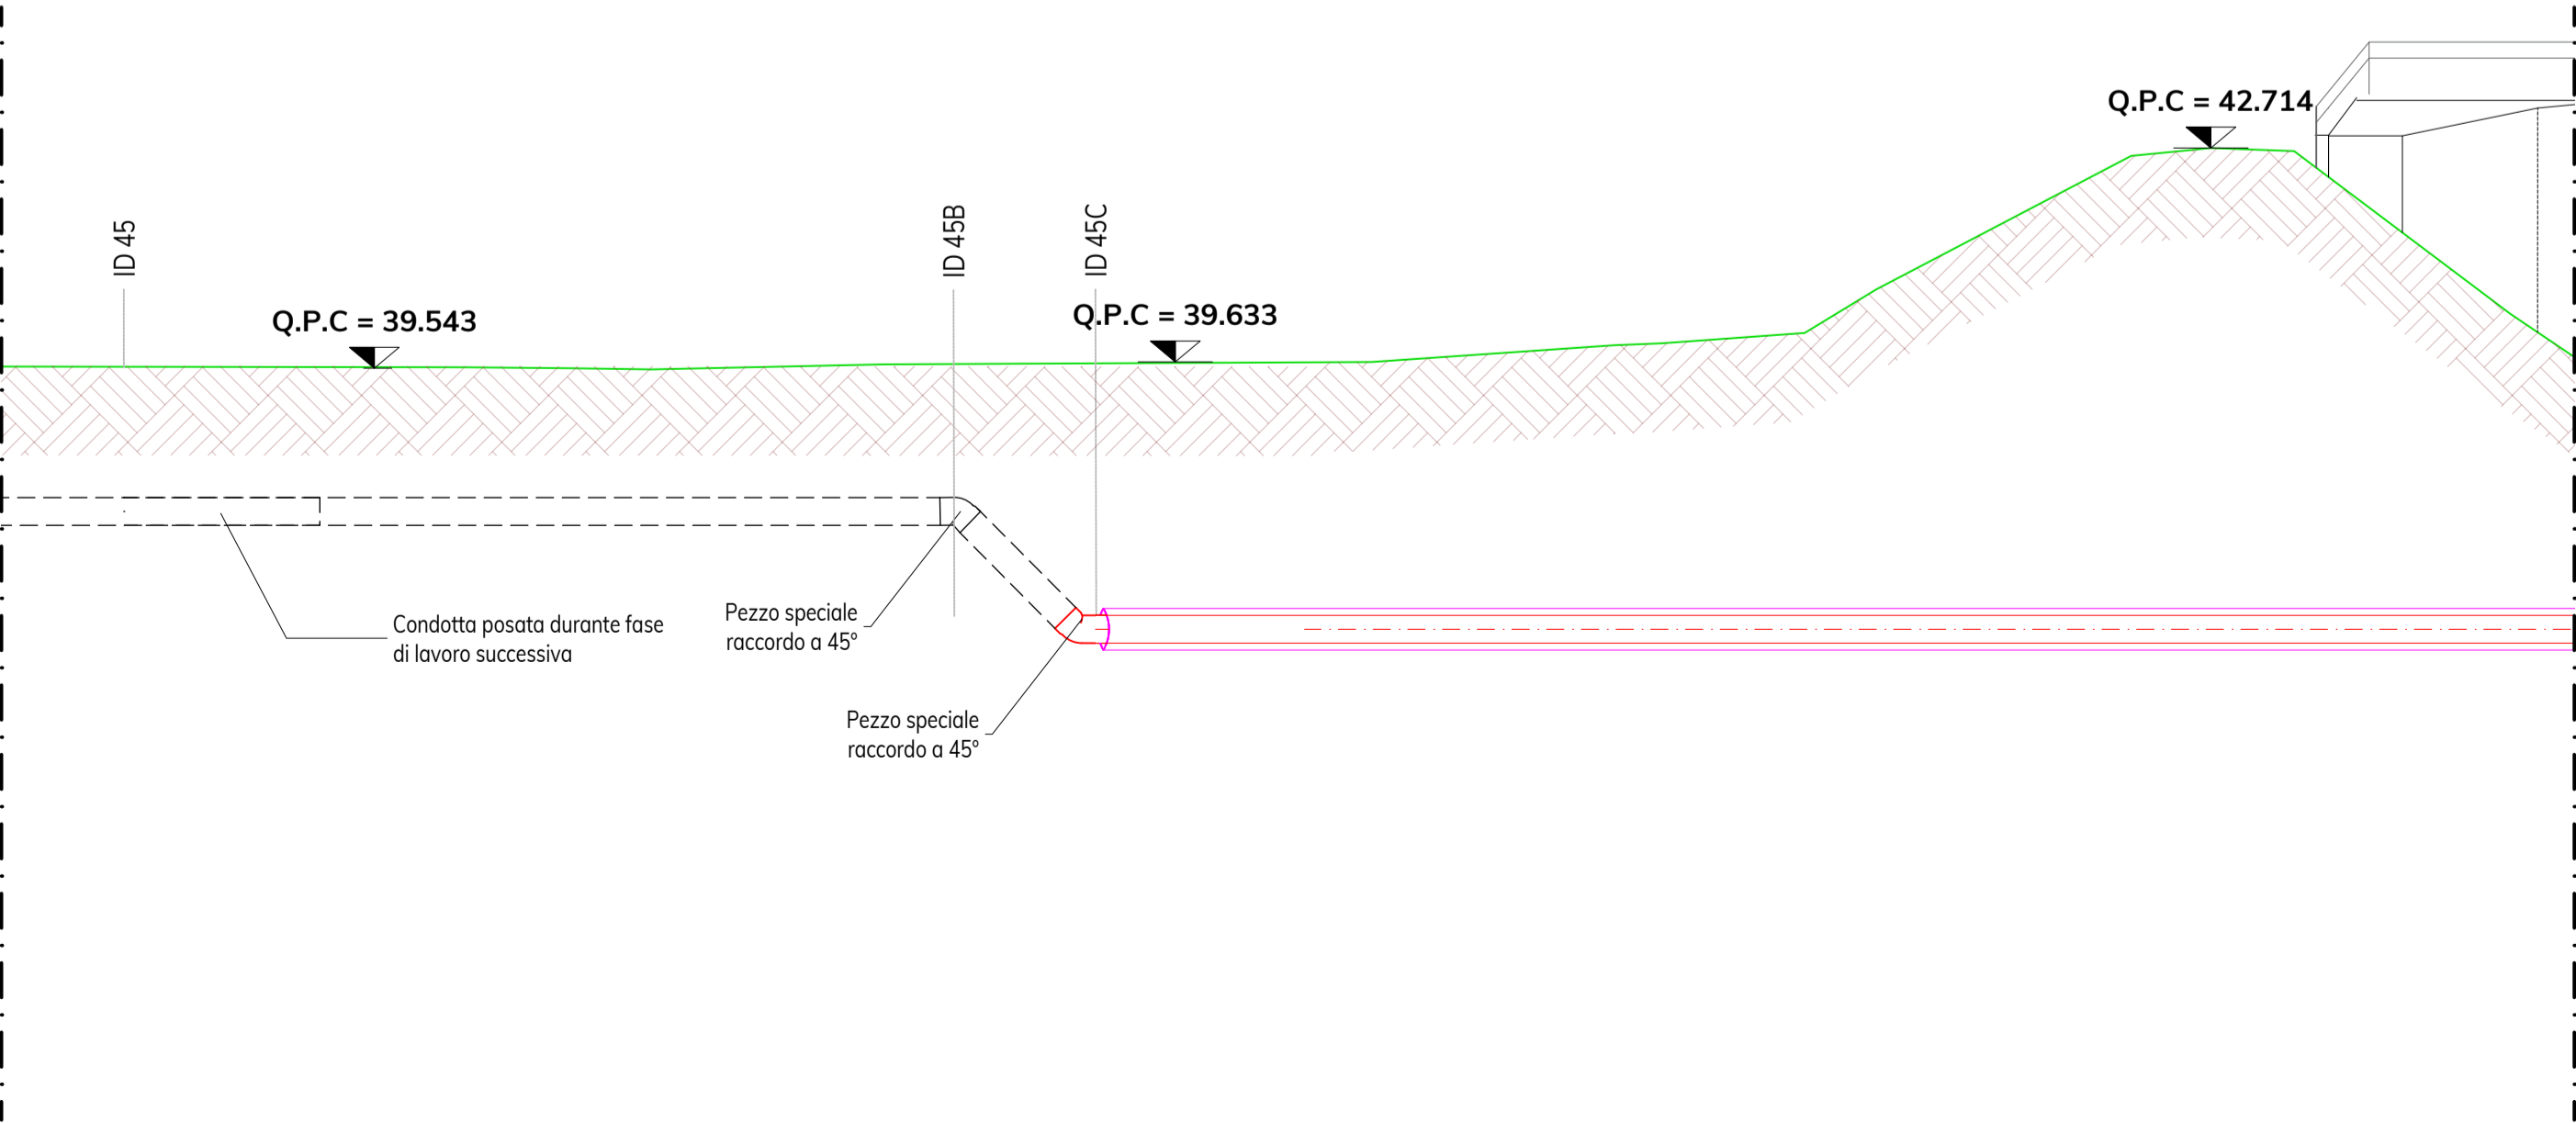 Q.P.C = 42.714
ID 45
ID 45B
ID 45C
Q.P.C = 39.543
Q.P.C = 39.633
Condotta posata durante fase
di lavoro successiva
Pezzo speciale
raccordo a 45°
Pezzo speciale
raccordo a 45°